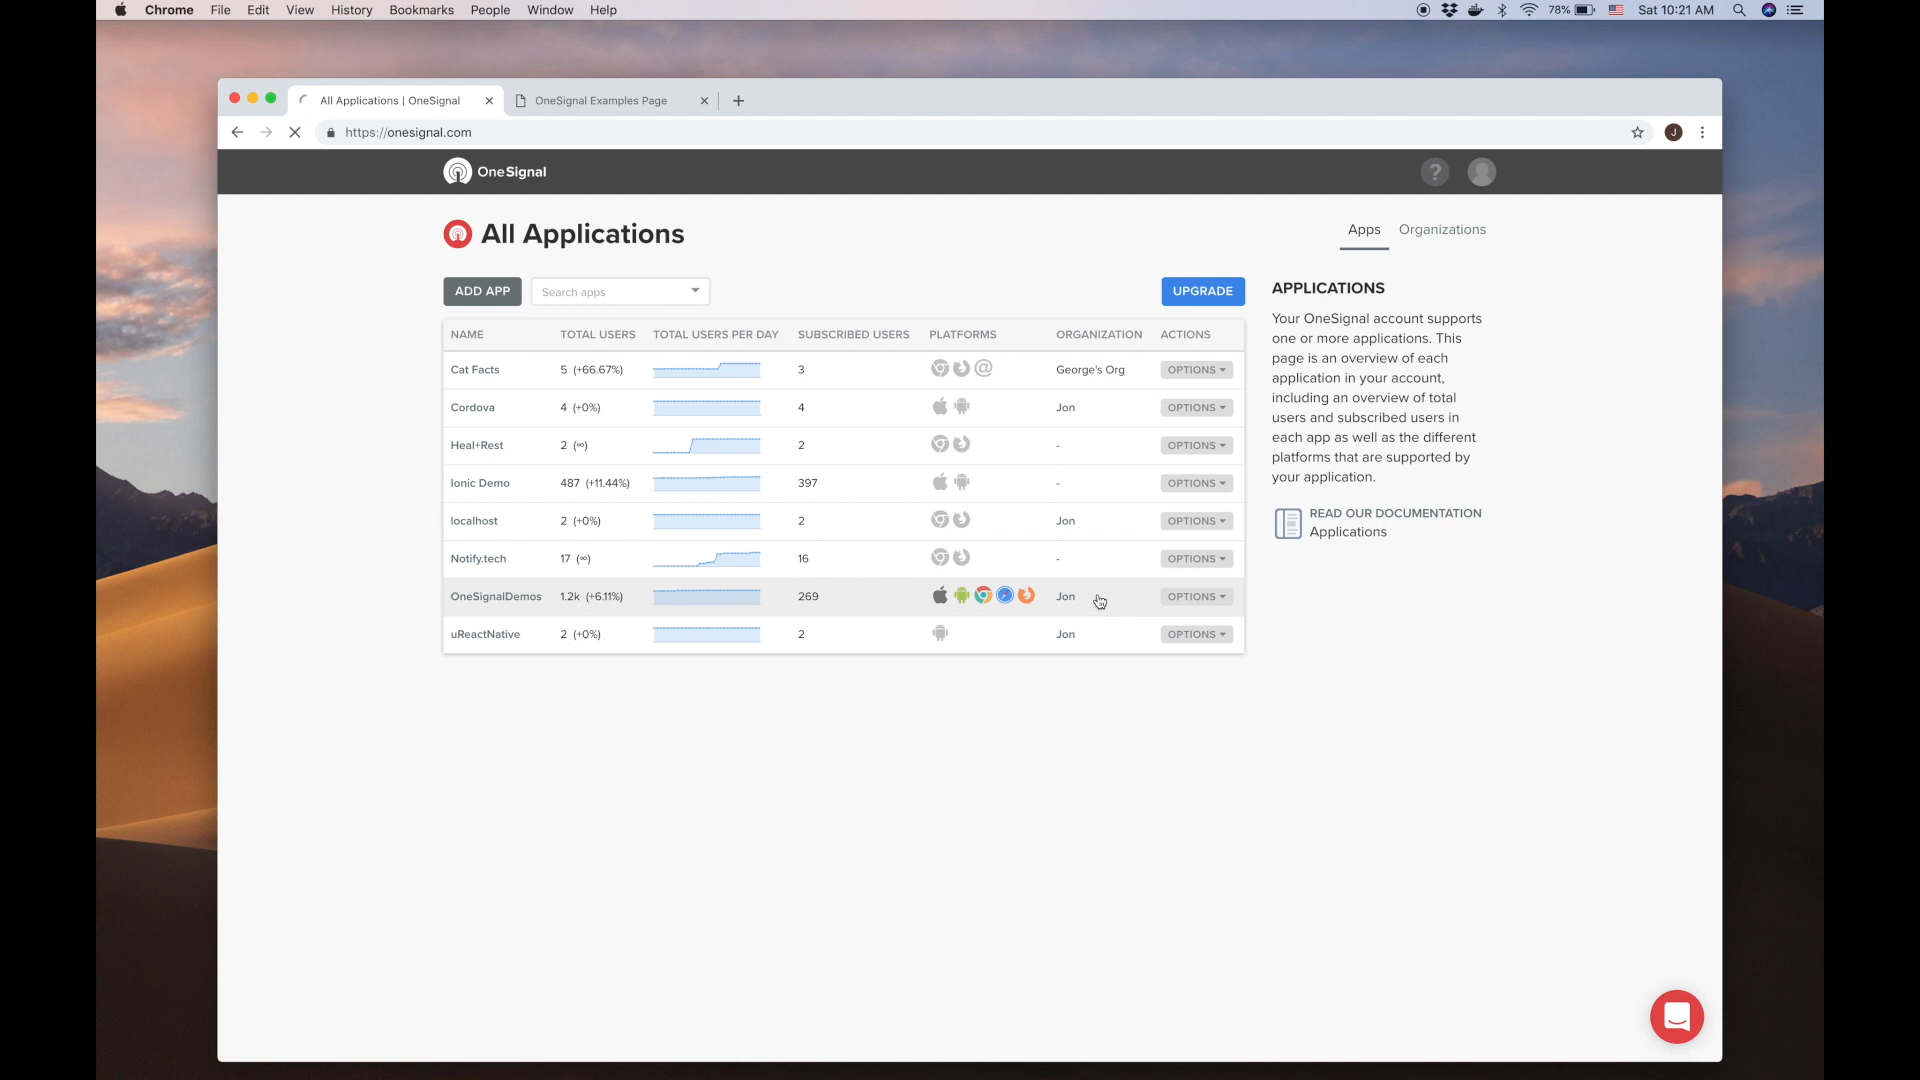 Chrome File Edit View History Bookmarks People Window Help 78% Sat 10:21 AM
All Applications | OneSignal OneSignal Examples Page
https://onesignal.com J
OneSignal ?
All Applications Apps Organizations
ADD APP Search apps UPGRADE
NAME TOTAL USERS TOTAL USERS PER DAY SUBSCRIBED USERS PLATFORMS ORGANIZATION ACTIONS
Cat Facts 5 (+66.67%) 3 @ George's Org OPTIONS
Cordova 4 (+0%) 4 Jon OPTIONS
Heal+Rest 2 (∞) 2 - OPTIONS
Ionic Demo 487 (+11.44%) 397 - OPTIONS
localhost 2 (+0%) 2 Jon OPTIONS
Notify.tech 17 (∞) 16 - OPTIONS
OneSignalDemos 1.2k (+6.11%) 269 Jon OPTIONS
uReactNative 2 (+0%) 2 Jon OPTIONS
APPLICATIONS
Your OneSignal account supports
one or more applications. This
page is an overview of each
application in your account,
including an overview of total
users and subscribed users in
each app as well as the different
platforms that are supported by
your application.
READ OUR DOCUMENTATION
Applications